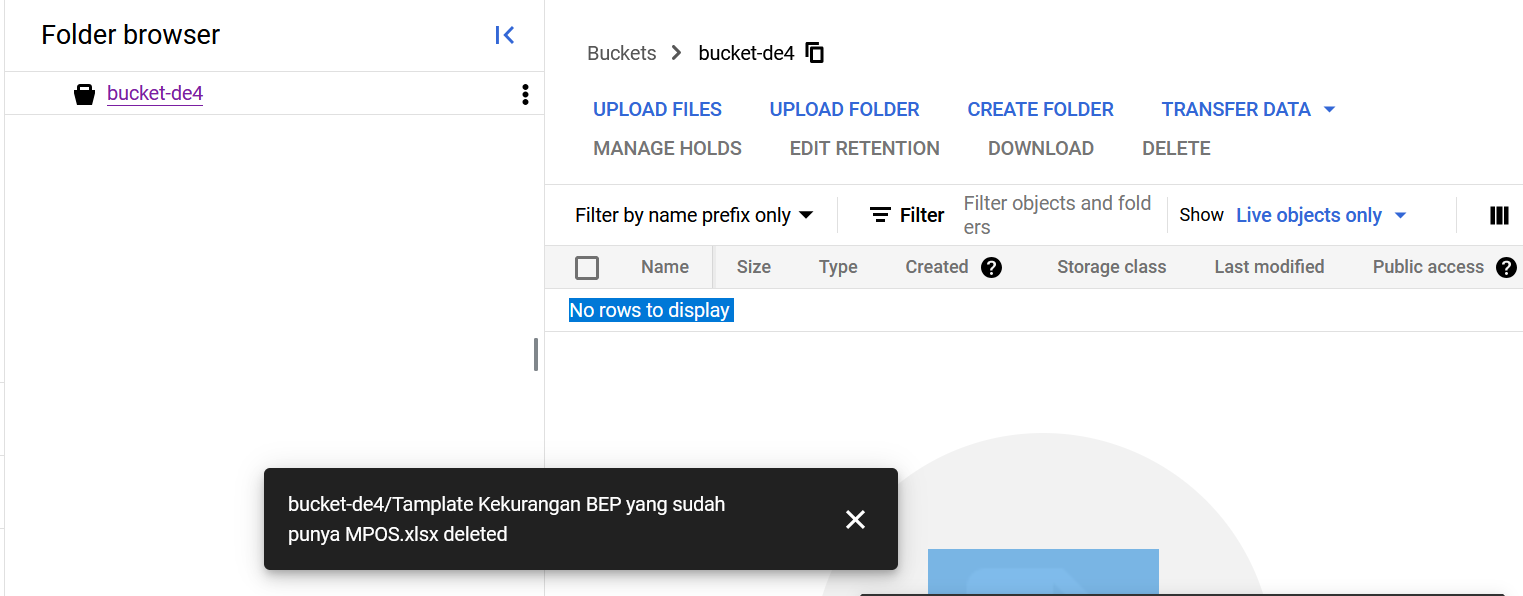 Folder browser
bucket-de4
Buckets > bucket-de4
UPLOAD FILES UPLOAD FOLDER CREATE FOLDER TRANSFER DATA
MANAGE HOLDS EDIT RETENTION DOWNLOAD DELETE
Filter by name prefix only Filter Filter objects and fold
ers
Show Live objects only
Name Size Type Created ? Storage class Last modified Public access ?
No rows to display
bucket-de4/Tamplate Kekurangan BEP yang sudah
punya MPOS.xlsx deleted